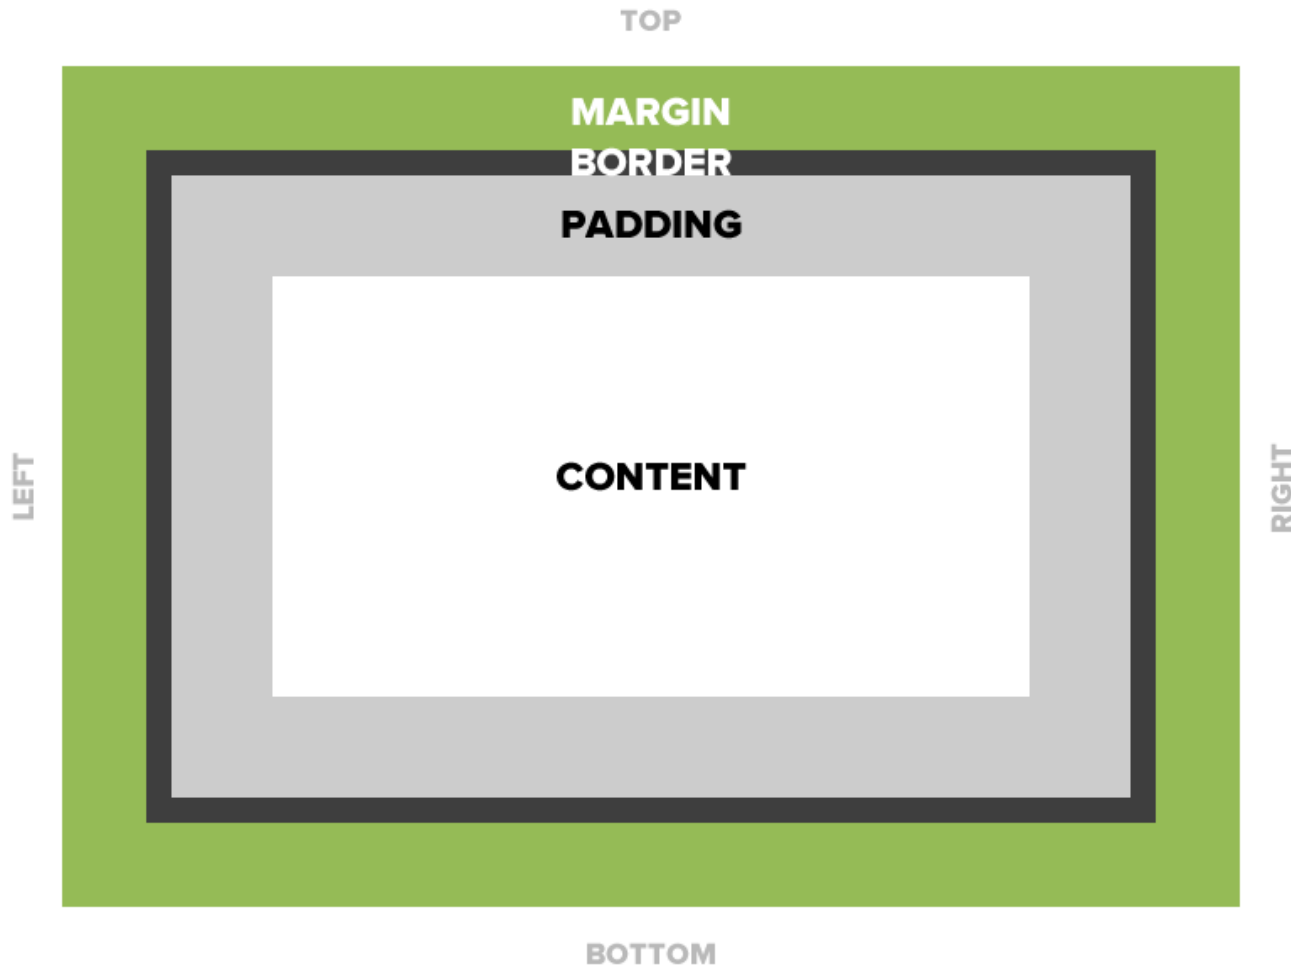 TOP
MARGIN
BORDER
PADDING
LEFT
CONTENT
RIGHT
BOTTOM